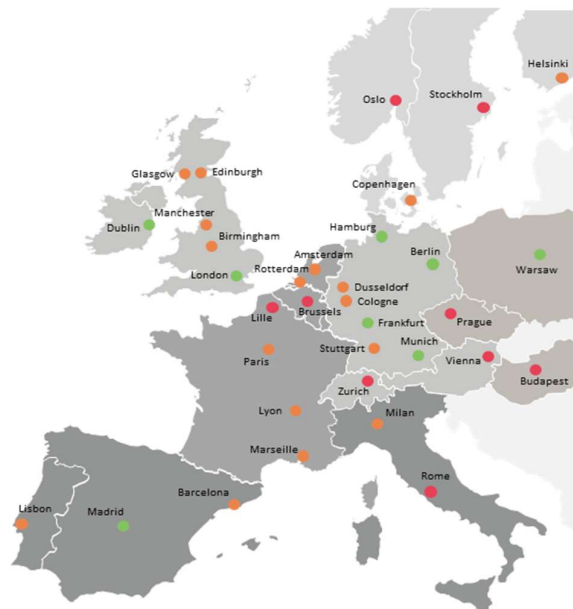 Helsinki
Oslo
Stockholm
Glasgow
Edinburgh
Copenhagen
Manchester
Dublin
Hamburg
Birmingham
Berlin
Amsterdam
Warsaw
London
Rotterdam
Dusseldorf
Cologne
Lille
Brussels
Frankfurt
Prague
Paris
Stuttgart
Munich
Vienna
Budapest
Zurich
Lyon
Milan
Marseille
Rome
Barcelona
Lisbon
Madrid